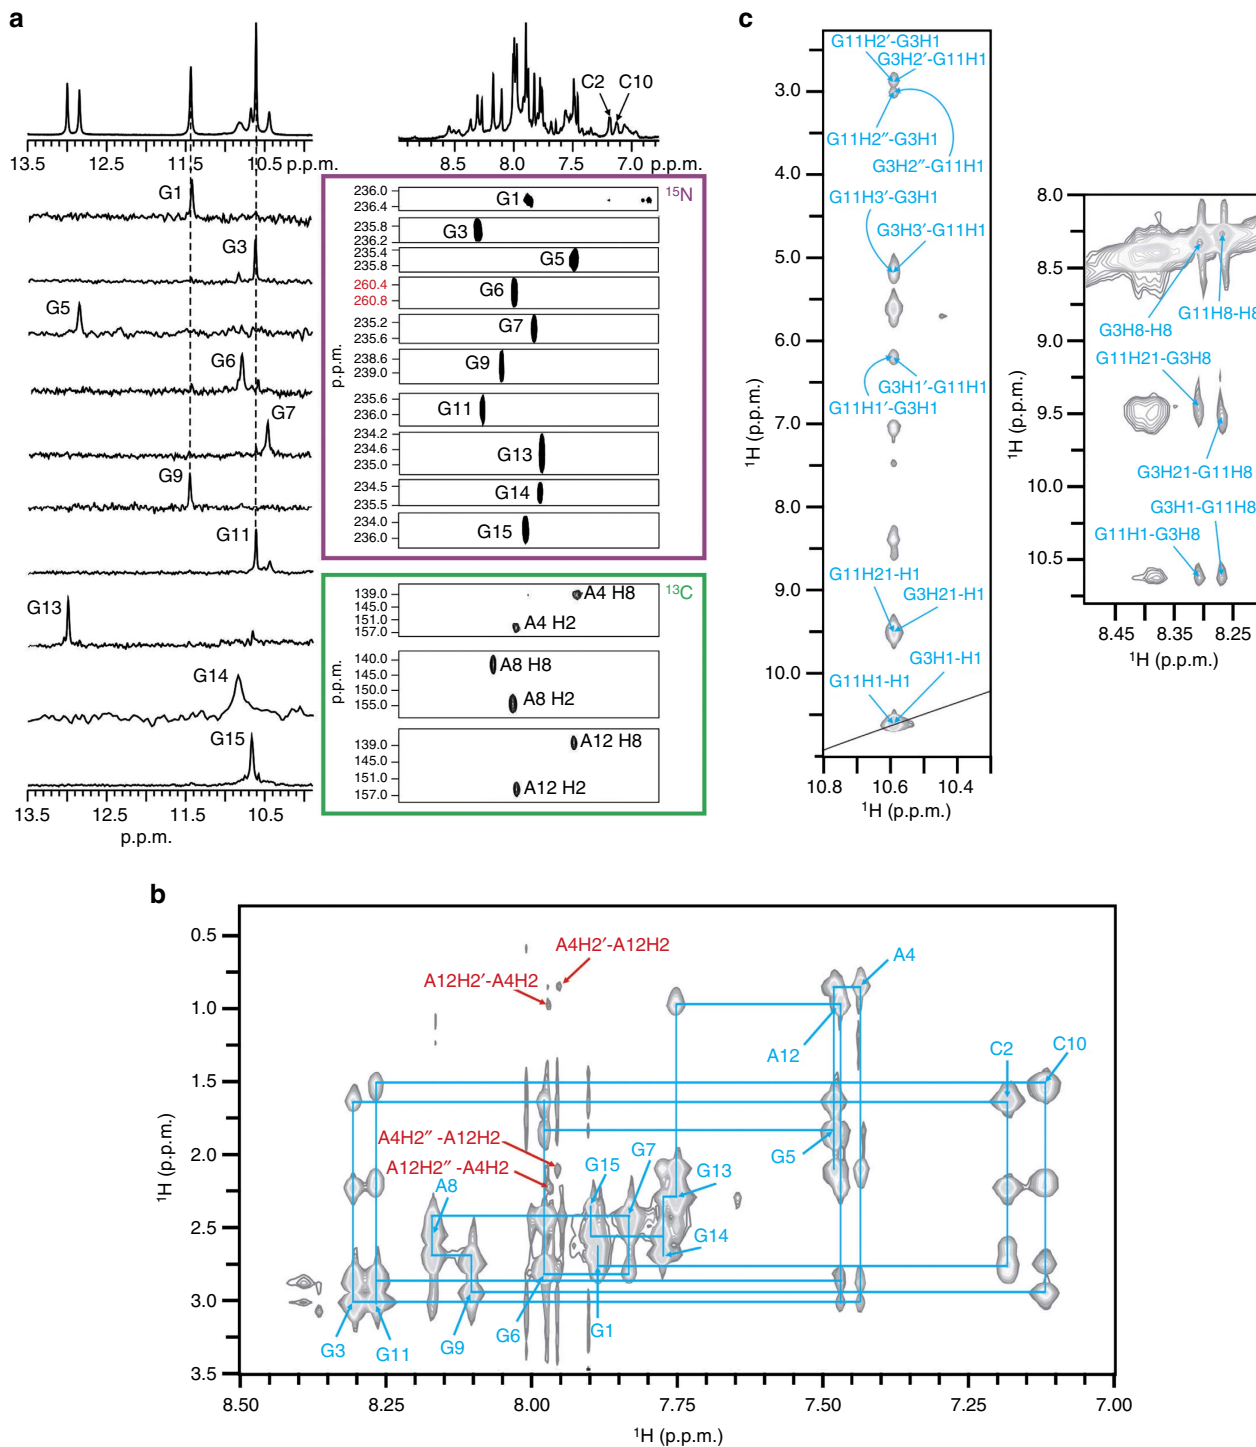 a
C2
C10
13.5 12.5 11.5 10.5 p.p.m.
8.5 8.0 7.5 7.0 p.p.m.
G1
G3
G5
G6
G7
G9
G11
G13
G14
G15
13.5 12.5 11.5 10.5
p.p.m.
15N
236.0
236.4
G1
235.8
236.2
G3
235.4
235.8
G5
260.4
260.8
G6
235.2
235.6
G7
238.6
239.0
G9
235.6
236.0
G11
234.2
234.6
235.0
G13
234.5
235.5
G14
234.0
236.0
G15
p.p.m.
13C
139.0
145.0
151.0
157.0
A4 H8
A4 H2
140.0
145.0
150.0
155.0
A8 H8
A8 H2
139.0
145.0
151.0
157.0
A12 H8
A12 H2
p.p.m.
c
G11H2′-G3H1
G3H2′-G11H1
3.0
G11H2″-G3H1
G3H2″-G11H1
4.0
G11H3′-G3H1
G3H3′-G11H1
5.0
6.0
G3H1′-G11H1
G11H1′-G3H1
7.0
8.0
9.0
G11H21-H1
G3H21-H1
G3H1-H1
G11H1-H1
10.0
1H (p.p.m.)
10.8 10.6 10.4
1H (p.p.m.)
8.0
8.5
9.0
9.5
10.0
10.5
G11H8-H8
G3H8-H8
G11H21-G3H8
G3H21-G11H8
G3H1-G11H8
G11H1-G3H8
1H (p.p.m.)
8.45 8.35 8.25
1H (p.p.m.)
b
0.5
1.0
1.5
2.0
2.5
3.0
3.5
1H (p.p.m.)
A4H2′-A12H2
A12H2′-A4H2
A4
A12
C2
C10
A4H2″ -A12H2
A12H2″ -A4H2
G5
G7
G15
G13
A8
G14
G3
G11
G9
G6
G1
8.50 8.25 8.00 7.75 7.50 7.25 7.00
1H (p.p.m.)